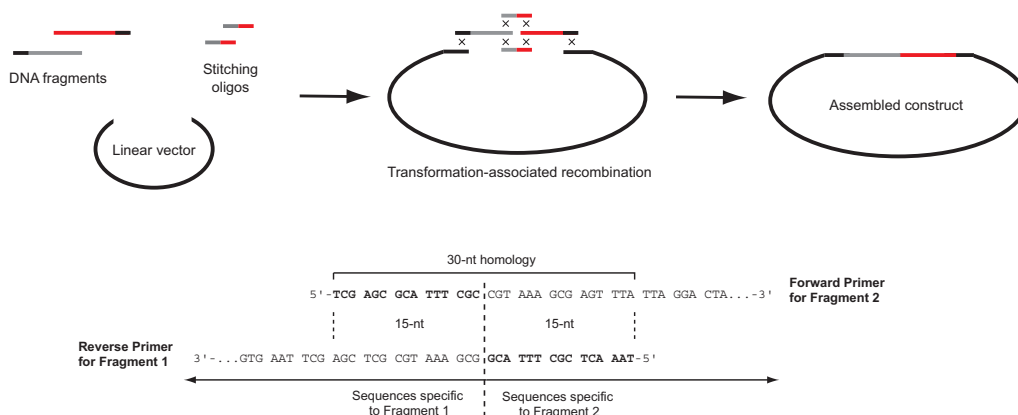 DNA fragments
Stitching
oligos
Linear vector
Transformation-associated recombination
Assembled construct
30-nt homology
5'-TCG AGC GCA TTT CGC CGT AAA GCG AGT TTA TTA GGA CTA...-3'
Forward Primer
for Fragment 2
15-nt 15-nt
Reverse Primer
for Fragment 1
3'-...GTG AAT TCG AGC TCG CGT AAA GCG GCA TTT CGC TCA AAT-5'
Sequences specific
to Fragment 1
Sequences specific
to Fragment 2